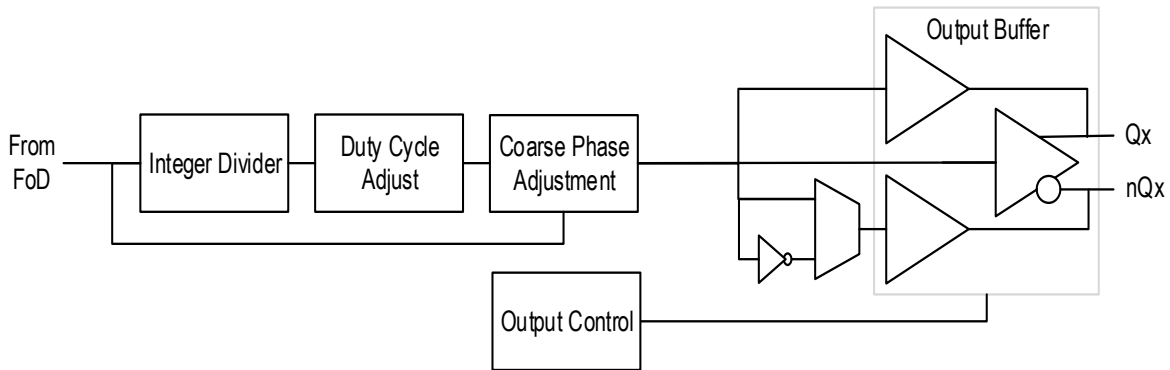 Output Buffer
From
FoD
Integer Divider
Duty Cycle
Adjust
Coarse Phase
Adjustment
Qx
nQx
Output Control